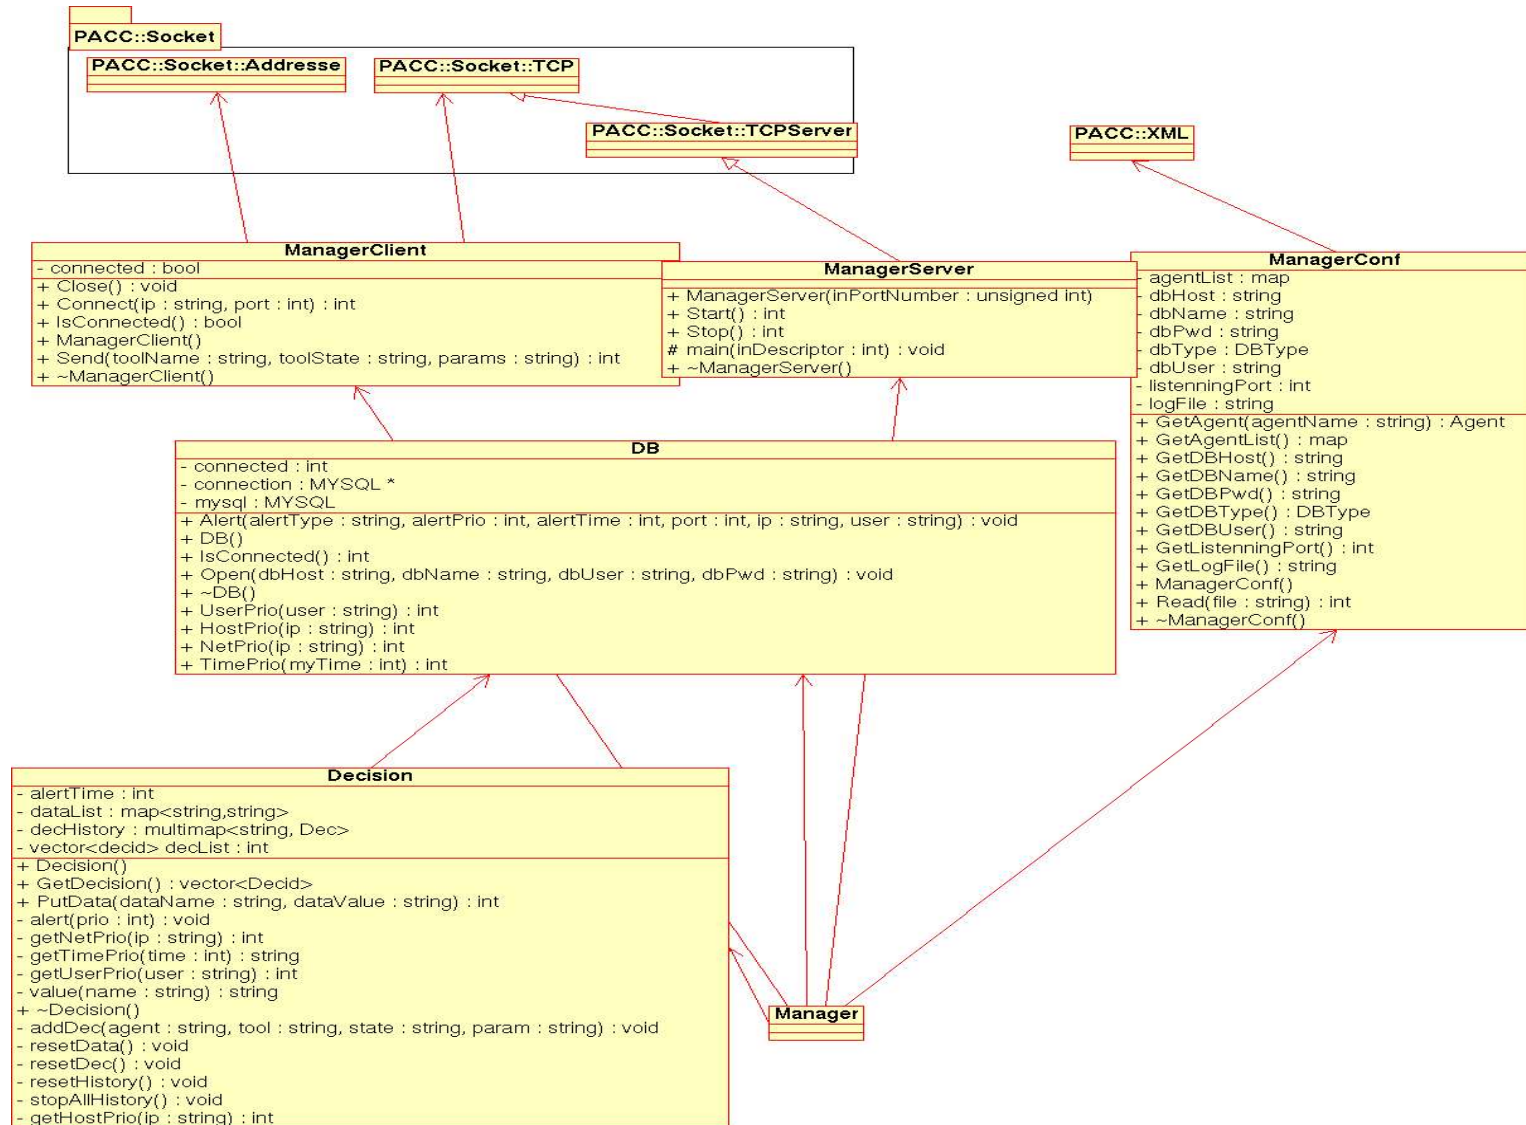 PACC::Socket
PACC::Socket::Addresse
PACC::Socket::TCP
PACC::Socket::TCPServer
PACC::XML
ManagerClient
- connected : bool
+ Close() : void
+ Connect(ip : string, port : int) : int
+ IsConnected() : bool
+ ManagerClient()
+ Send(toolName : string, toolState : string, params : string) : int
+ ~ManagerClient()
ManagerServer
+ ManagerServer(inPortNumber : unsigned int)
+ Start() : int
+ Stop() : int
# main(inDescriptor : int) : void
+ ~ManagerServer()
ManagerConf
- agentList : map
- dbHost : string
- dbName : string
- dbPwd : string
- dbType : DBType
- dbUser : string
- listenningPort : int
- logFile : string
+ GetAgent(agentName : string) : Agent
+ GetAgentList() : map
+ GetDBHost() : string
+ GetDBName() : string
+ GetDBPwd() : string
+ GetDBType() : DBType
+ GetDBUser() : string
+ GetListenningPort() : int
+ GetLogFile() : string
+ ManagerConf()
+ Read(file : string) : int
+ ~ManagerConf()
DB
- connected : int
- connection : MYSQL *
- mysql : MYSQL
+ Alert(alertType : string, alertPrio : int, alertTime : int, port : int, ip : string, user : string) : void
+ DB()
+ IsConnected() : int
+ Open(dbHost : string, dbName : string, dbUser : string, dbPwd : string) : void
+ ~DB()
+ UserPrio(user : string) : int
+ HostPrio(ip : string) : int
+ NetPrio(ip : string) : int
+ TimePrio(myTime : int) : int
Decision
- alertTime : int
- dataList : map<string,string>
- decHistory : multimap<string, Dec>
- vector<decid> decList : int
+ Decision()
+ GetDecision() : vector<Decid>
+ PutData(dataName : string, dataValue : string) : int
- alert(prio : int) : void
- getNetPrio(ip : string) : int
- getTimePrio(time : int) : string
- getUserPrio(user : string) : int
- value(name : string) : string
+ ~Decision()
- addDec(agent : string, tool : string, state : string, param : string) : void
- resetData() : void
- resetDec() : void
- resetHistory() : void
- stopAllHistory() : void
- getHostPrio(ip : string) : int
Manager